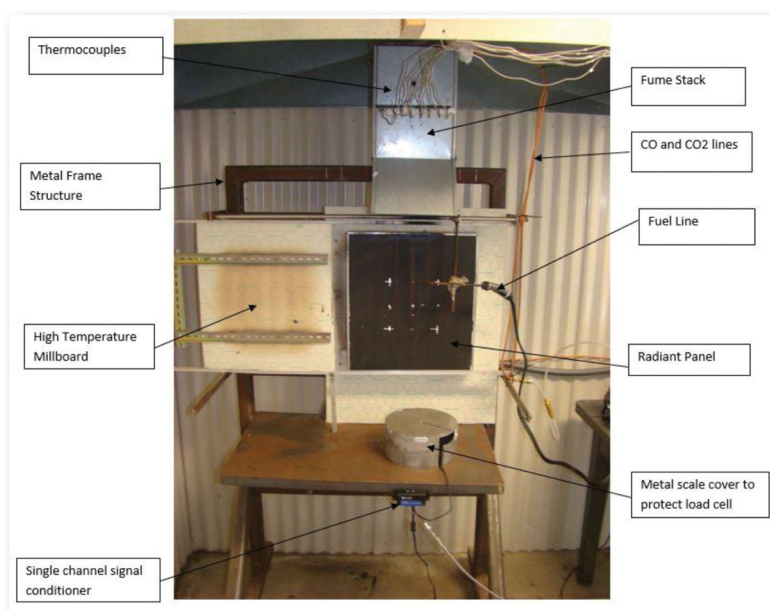 Thermocouples
Fume Stack
CO and CO2 lines
Metal Frame
Structure
Fuel Line
High Temperature
Millboard
Radiant Panel
Metal scale cover to
protect load cell
Single channel signal
conditioner